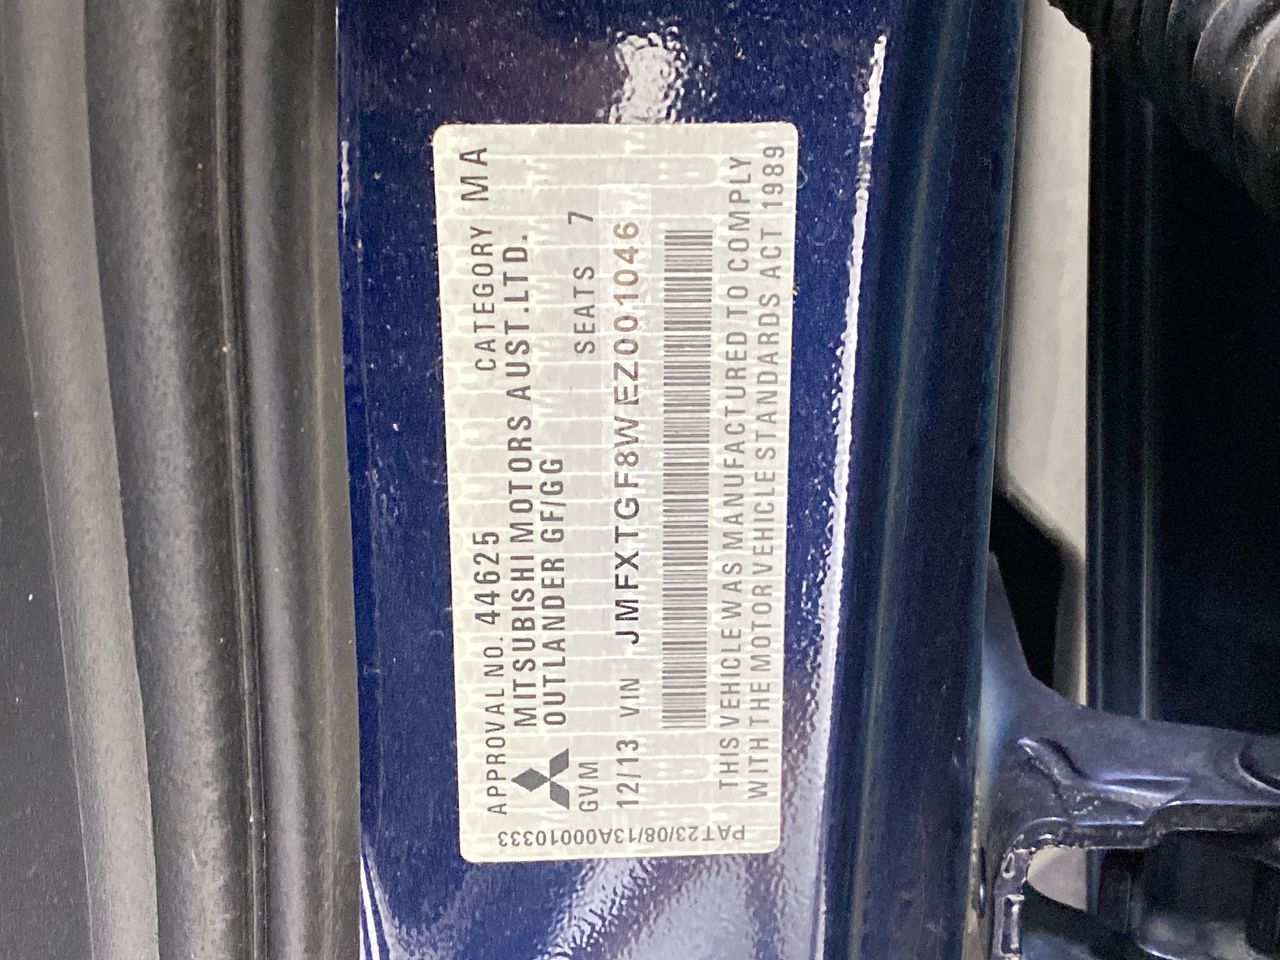 APPROVAL NO. 44625 CATEGORY MA
MITSUBISHI MOTORS AUST.LTD.
OUTLANDER GF/GG
GVM SEATS 7
12/13 VIN JMFXTGF8WEZ001046
THIS VEHICLE WAS MANUFACTURED TO COMPLY
WITH THE MOTOR VEHICLE STANDARDS ACT 1989
PAT23/08/13A000010333